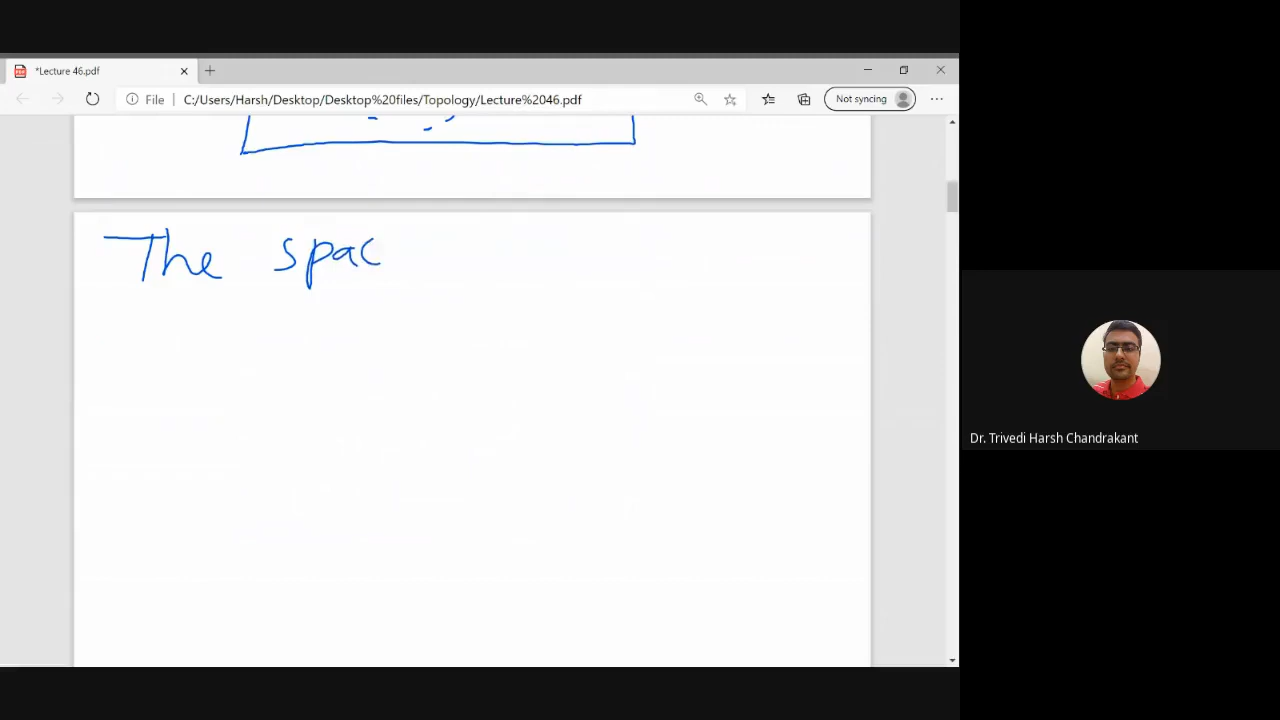 *Lecture 46.pdf
File | C:/Users/Harsh/Desktop/Desktop%20files/Topology/Lecture%2046.pdf
Not syncing
The spac
Dr. Trivedi Harsh Chandrakant